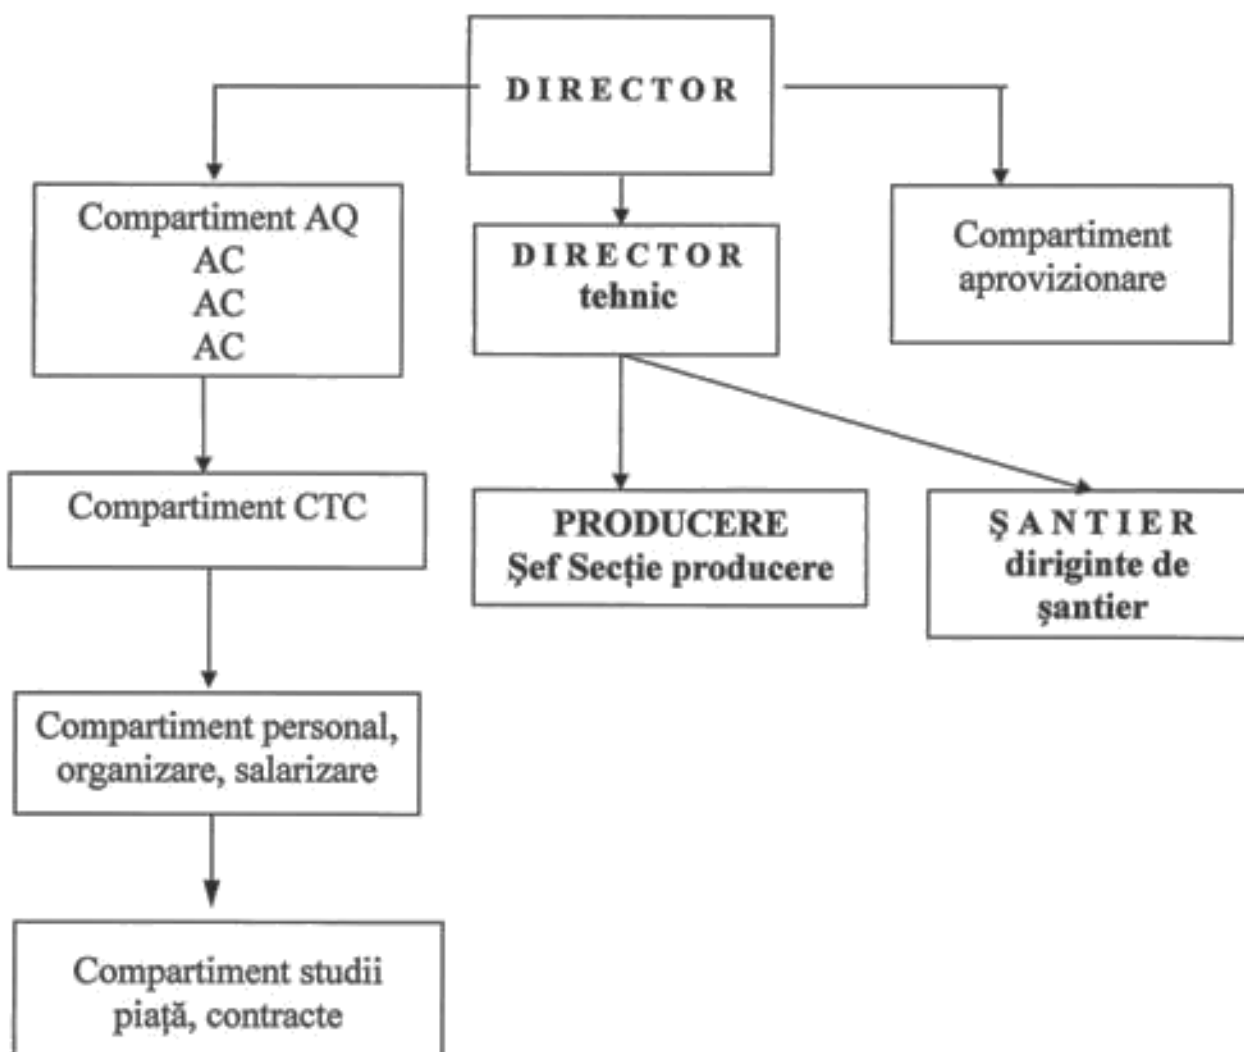 DIRECTOR
Compartiment AQ
AC
AC
AC
DIRECTOR
tehnic
Compartiment
aprovizionare
Compartiment CTC
PRODUCERE
Şef Secţie producere
ŞANTIER
diriginte de
şantier
Compartiment personal,
organizare, salarizare
Compartiment studii
piaţă, contracte